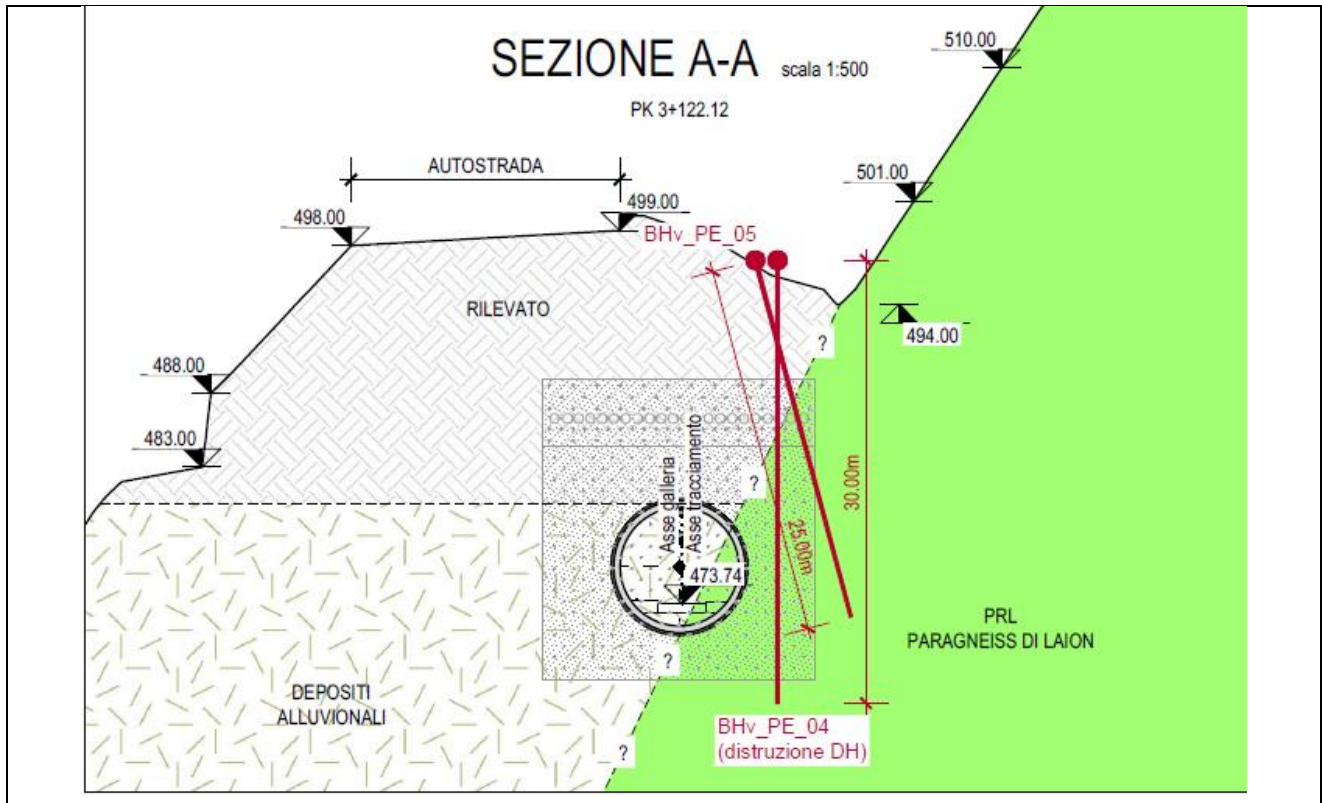 SEZIONE A-A scala 1:500
PK 3+122.12
510.00
AUTOSTRADA
501.00
498.00
499.00
BHv_PE_05
RILEVATO
494.00
?
488.00
483.00
?
Asse galleria
Asse tracciamento
30.00m
25.00m
473.74
PRL
PARAGNEISS DI LAION
?
DEPOSITI
ALLUVIONALI
BHv_PE_04
(distruzione DH)
?